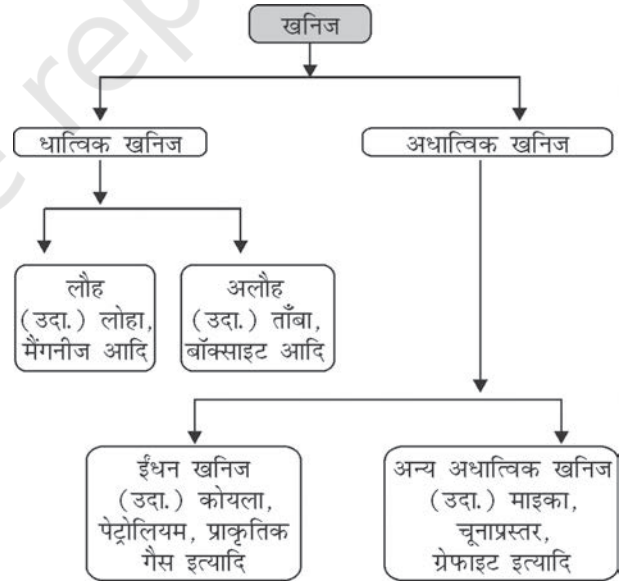 खनिज
धात्विक खनिज
अधात्विक खनिज
लौह
(उदा.) लोहा,
मैंगनीज आदि
अलौह
(उदा.) ताँबा,
बॉक्साइट आदि
ईंधन खनिज
(उदा.) कोयला,
पेट्रोलियम, प्राकृतिक
गैस इत्यादि
अन्य अधात्विक खनिज
(उदा.) माइका,
चूनाप्रस्तर,
ग्रेफाइट इत्यादि